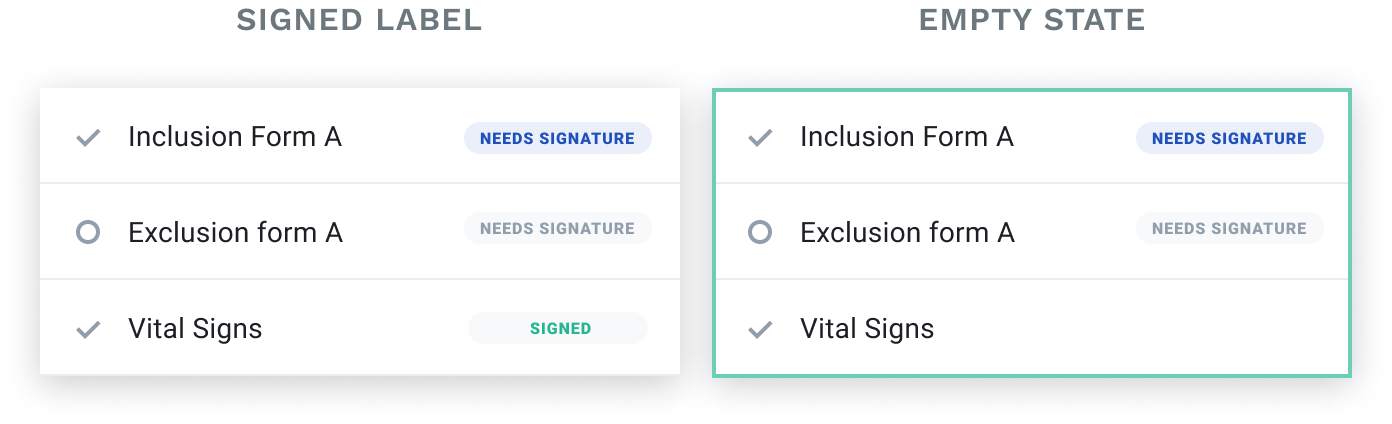 SIGNED LABEL
Inclusion Form A NEEDS SIGNATURE
Exclusion form A NEEDS SIGNATURE
Vital Signs SIGNED
EMPTY STATE
Inclusion Form A NEEDS SIGNATURE
Exclusion form A NEEDS SIGNATURE
Vital Signs